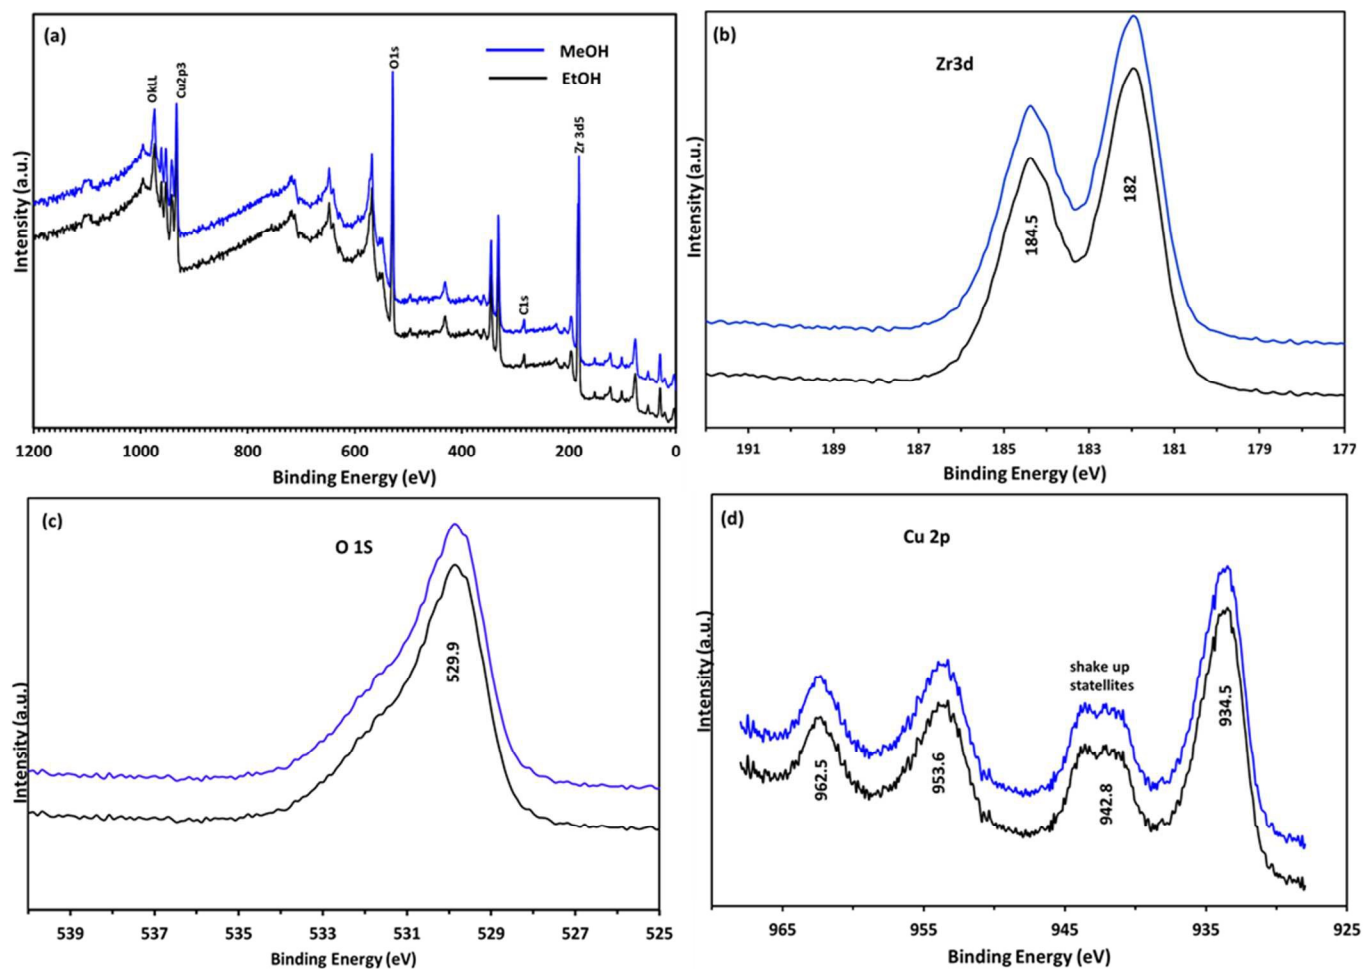 (a)
MeOH
EtOH
OkLL
Cu2p3
O1s
C1s
Zr 3d5
Intensity (a.u.)
1200 1000 800 600 400 200 0
Binding Energy (eV)
(b)
Zr3d
184.5
182
Intensity (a.u.)
191 189 187 185 183 181 179 177
Binding Energy (eV)
(c)
O 1S
529.9
Intensity (a.u.)
539 537 535 533 531 529 527 525
Binding Energy (eV)
(d)
Cu 2p
shake up
statellites
962.5
953.6
942.8
934.5
Intensity (a.u.)
965 955 945 935 925
Binding Energy (eV)